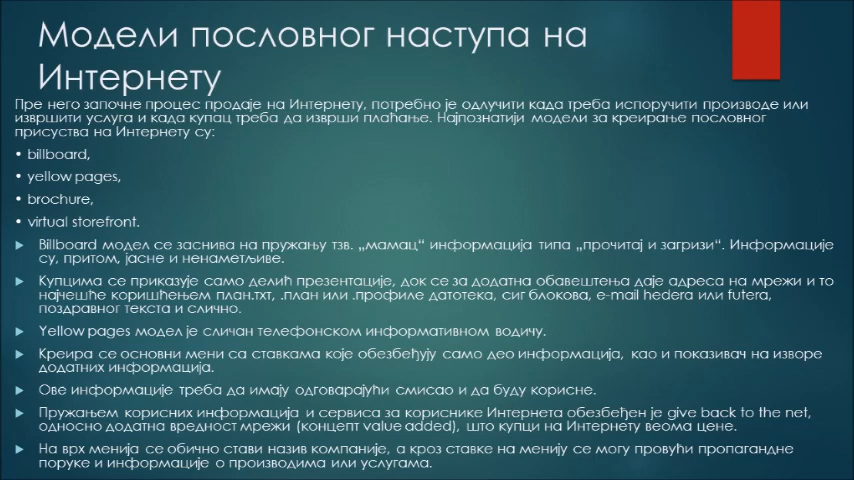 Модели пословног наступа на
Интернету
Пре него започне процес продаје на Интернету, потребно је одлучити када треба испоручити производе или
извршити услуга и када купац треба да изврши плаћање. Најпознатији модели за креирање пословног
присуства на Интернету су:
• billboard,
• yellow pages,
• brochure,
• virtual storefront.
Billboard модел се заснива на пружању тзв. „мамац“ информација типа „прочитај и загризи“. Информације
су, притом, јасне и ненаметљиве.
Купцима се приказује само делић презентације, док се за додатна обавештења даје адреса на мрежи и то
најчешће коришћењем план.тxт, .план или .профиле датотека, сиг блокова, e-mail hedera или futera,
поздравног текста и слично.
Yellow pages модел је сличан телефонском информативном водичу.
Креира се основни мени са ставкама које обезбеђују само део информација, као и показивач на изворе
додатних информација.
Ове информације треба да имају одговарајући смисао и да буду корисне.
Пружањем корисних информација и сервиса за кориснике Интернета обезбеђен је give back to the net,
односно додатна вредност мрежи (концепт value added), што купци на Интернету веома цене.
На врх менија се обично стави назив компаније, а кроз ставке на менију се могу провући пропагандне
поруке и информације о производима или услугама.